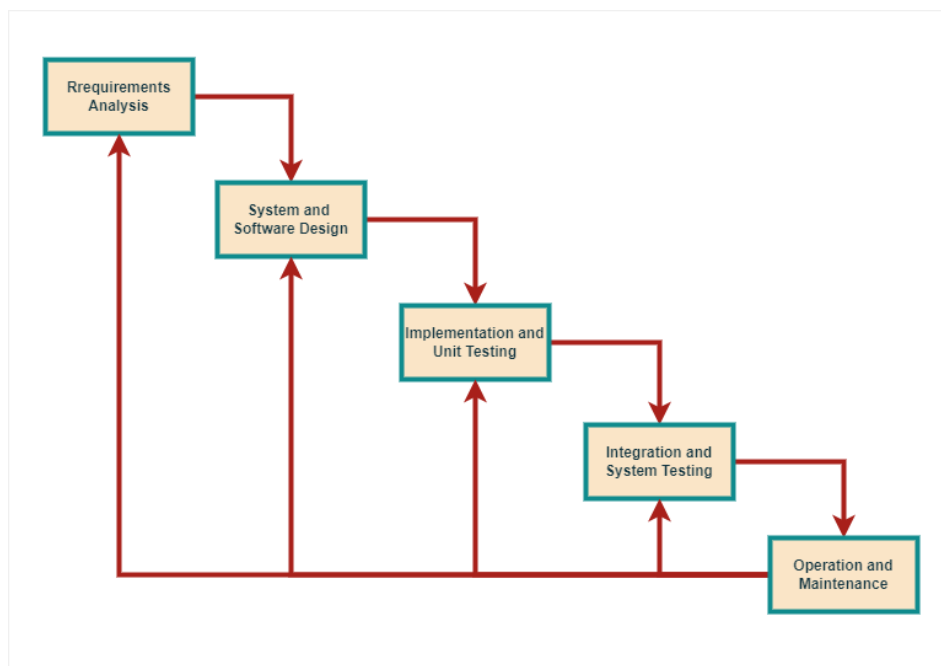 Rrequirements
Analysis
System and
Software Design
Implementation and
Unit Testing
Integration and
System Testing
Operation and
Maintenance